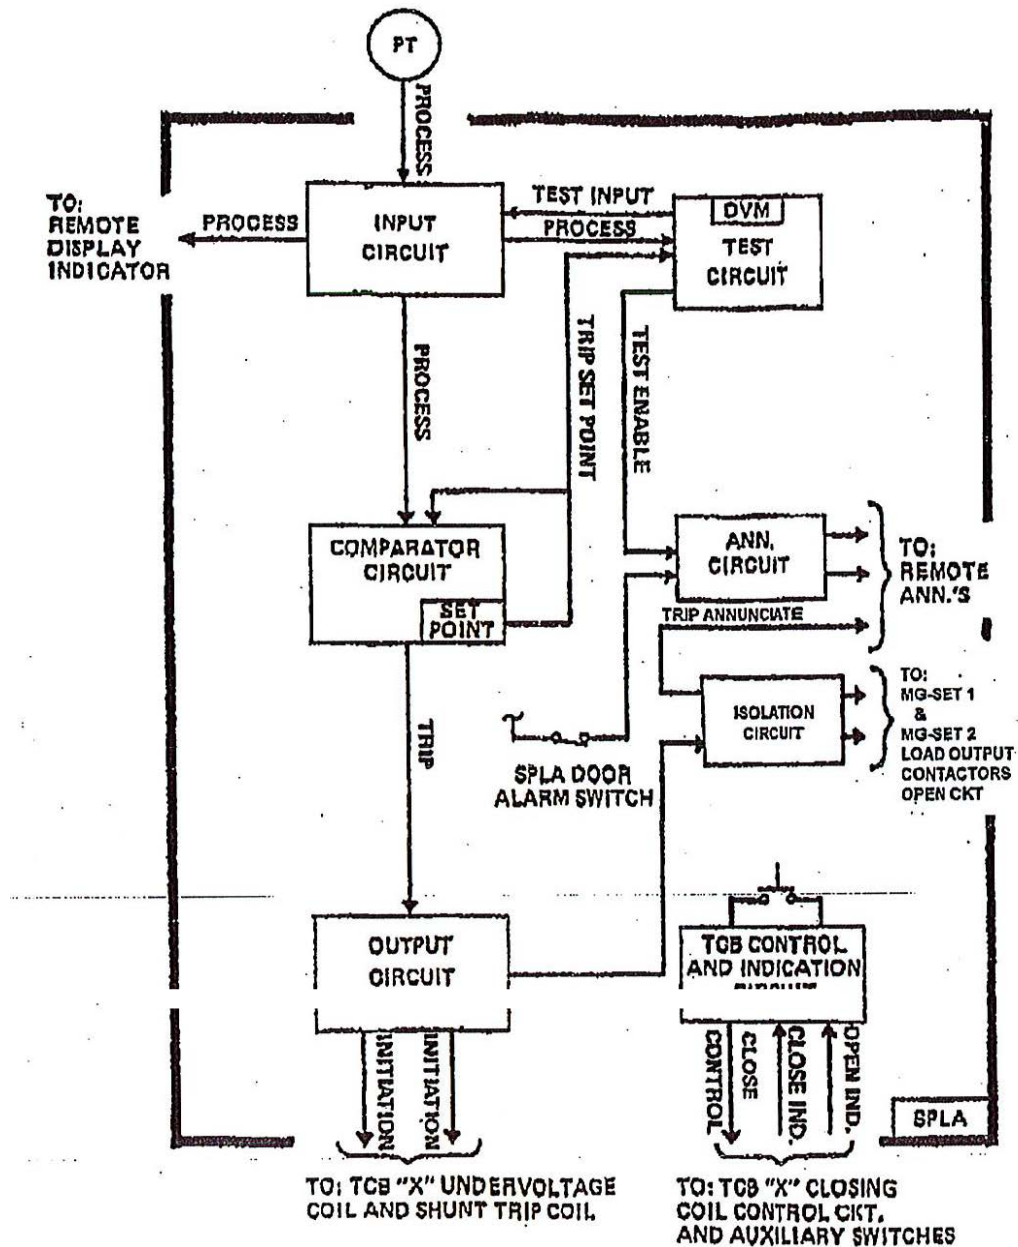 PT
PROCESS
TO:
REMOTE
DISPLAY
INDICATOR
PROCESS
INPUT
CIRCUIT
TEST INPUT
PROCESS
DVM
TEST
CIRCUIT
PROCESS
TRIP SET POINT
TEST ENABLE
COMPARATOR
CIRCUIT
SET
POINT
ANN.
CIRCUIT
TO:
REMOTE
ANN.'S
TRIP ANNUNCIATE
ISOLATION
CIRCUIT
TO:
MG-SET 1
&
MG-SET 2
LOAD OUTPUT
CONTACTORS
OPEN CKT
TRIP
SPLA DOOR
ALARM SWITCH
OUTPUT
CIRCUIT
TCB CONTROL
AND INDICATION
INITIATION
INITIATION
CONTROL
CLOSE
CLOSE IND.
OPEN IND.
SPLA
TO: TCB "X" UNDERVOLTAGE
COIL AND SHUNT TRIP COIL
TO: TCB "X" CLOSING
COIL CONTROL CKT.
AND AUXILIARY SWITCHES